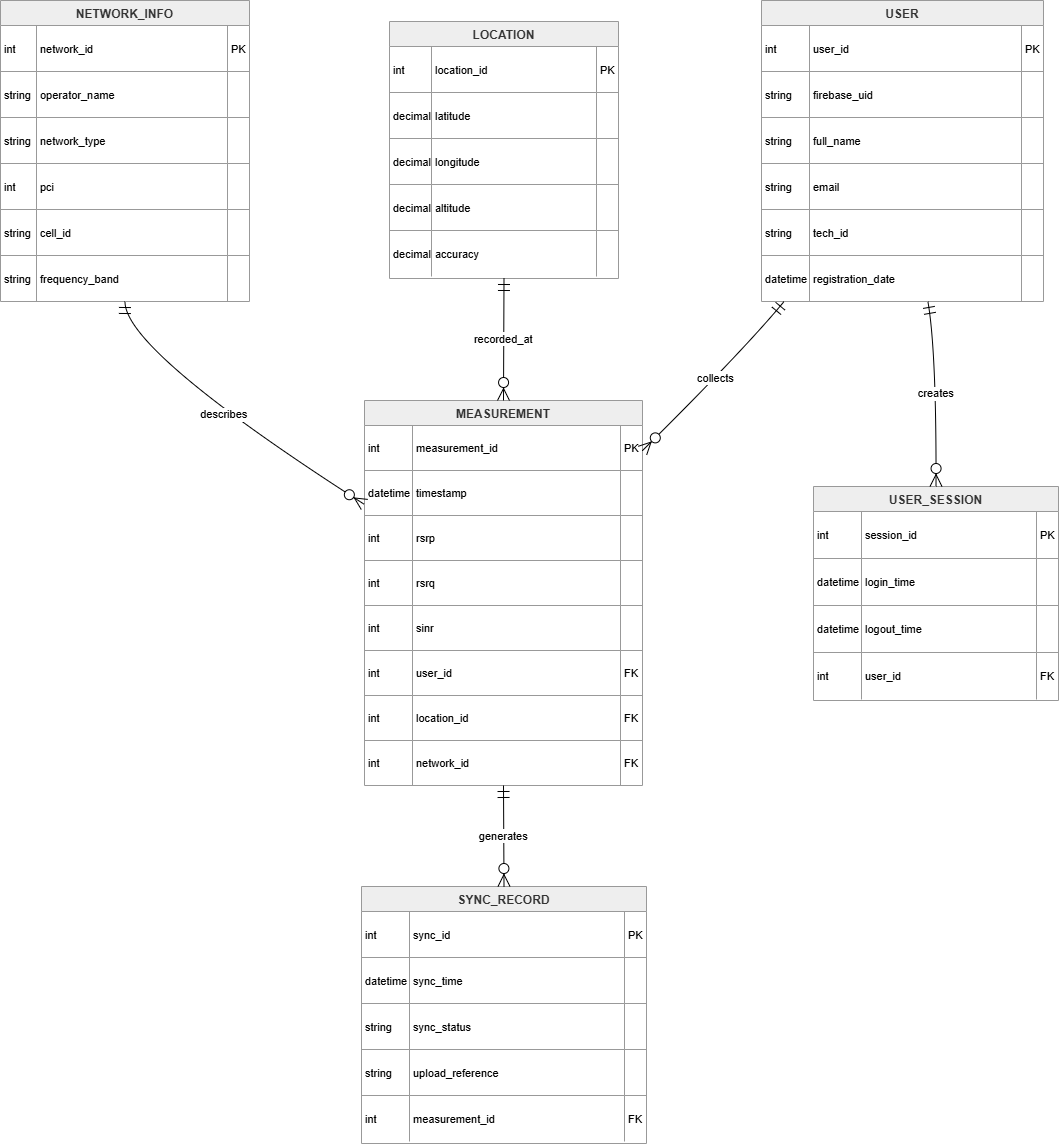 NETWORK_INFO
int network_id PK
string operator_name
string network_type
int pci
string cell_id
string frequency_band
LOCATION
int location_id PK
decimal latitude
decimal longitude
decimal altitude
decimal accuracy
USER
int user_id PK
string firebase_uid
string full_name
string email
string tech_id
datetime registration_date
describes
recorded_at
collects
creates
MEASUREMENT
int measurement_id PK
datetime timestamp
int rsrp
int rsrq
int sinr
int user_id FK
int location_id FK
int network_id FK
USER_SESSION
int session_id PK
datetime login_time
datetime logout_time
int user_id FK
generates
SYNC_RECORD
int sync_id PK
datetime sync_time
string sync_status
string upload_reference
int measurement_id FK